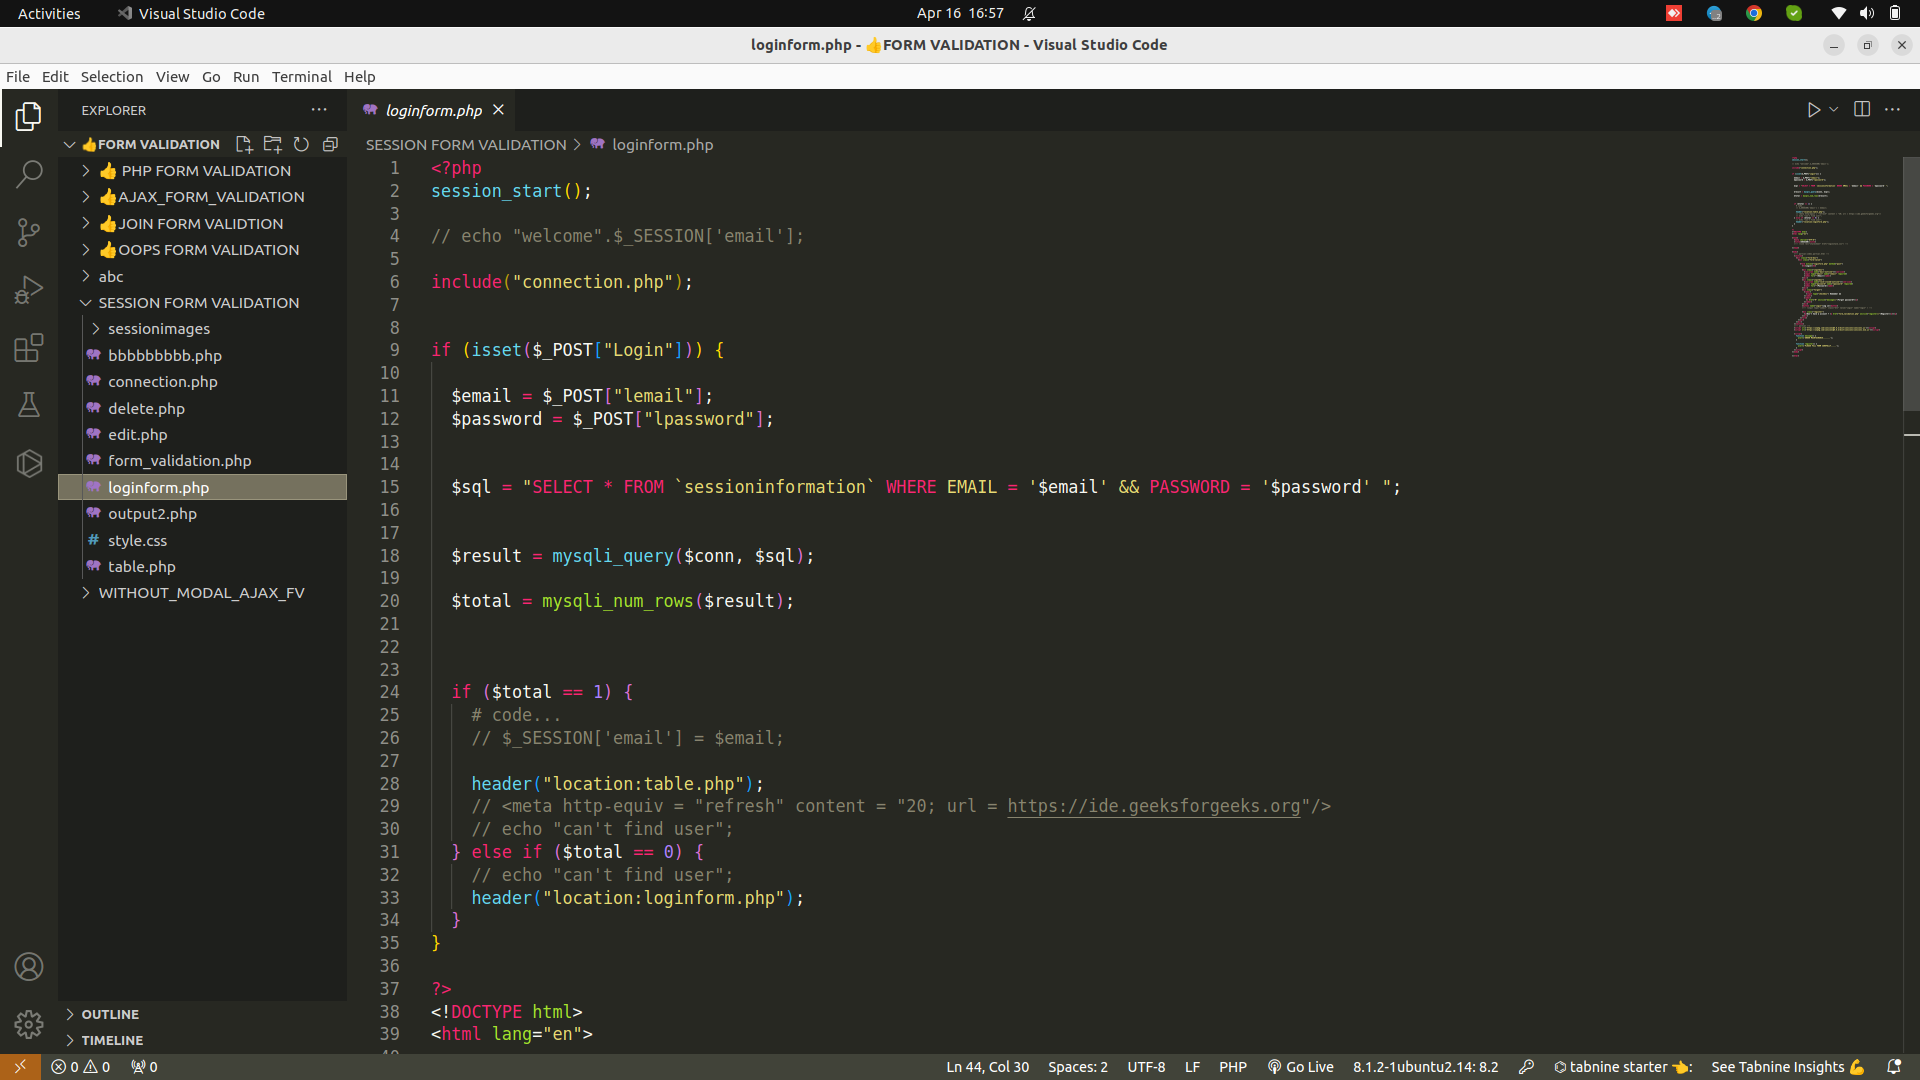 Activities Visual Studio Code Apr 16 16:57
loginform.php - 👍FORM VALIDATION - Visual Studio Code
File Edit Selection View Go Run Terminal Help
EXPLORER
👍FORM VALIDATION
👍 PHP FORM VALIDATION
👍AJAX_FORM_VALIDATION
👍JOIN FORM VALIDTION
👍OOPS FORM VALIDATION
abc
SESSION FORM VALIDATION
sessionimages
bbbbbbbbb.php
connection.php
delete.php
edit.php
form_validation.php
loginform.php
output2.php
# style.css
table.php
WITHOUT_MODAL_AJAX_FV
OUTLINE
TIMELINE
loginform.php
SESSION FORM VALIDATION > loginform.php
1 <?php
2 session_start();
3
4 // echo "welcome".$_SESSION['email'];
5
6 include("connection.php");
7
8
9 if (isset($_POST["Login"])) {
10
11 $email = $_POST["lemail"];
12 $password = $_POST["lpassword"];
13
14
15 $sql = "SELECT * FROM `sessioninformation` WHERE EMAIL = '$email' && PASSWORD = '$password' ";
16
17
18 $result = mysqli_query($conn, $sql);
19
20 $total = mysqli_num_rows($result);
21
22
23
24 if ($total == 1) {
25 # code...
26 // $_SESSION['email'] = $email;
27
28 header("location:table.php");
29 // <meta http-equiv = "refresh" content = "20; url = https://ide.geeksforgeeks.org"/>
30 // echo "can't find user";
31 } else if ($total == 0) {
32 // echo "can't find user";
33 header("location:loginform.php");
34 }
35 }
36
37 ?>
38 <!DOCTYPE html>
39 <html lang="en">
0 0 0 Ln 44, Col 30 Spaces: 2 UTF-8 LF PHP Go Live 8.1.2-1ubuntu2.14: 8.2 tabnine starter 👈: See Tabnine Insights 💪